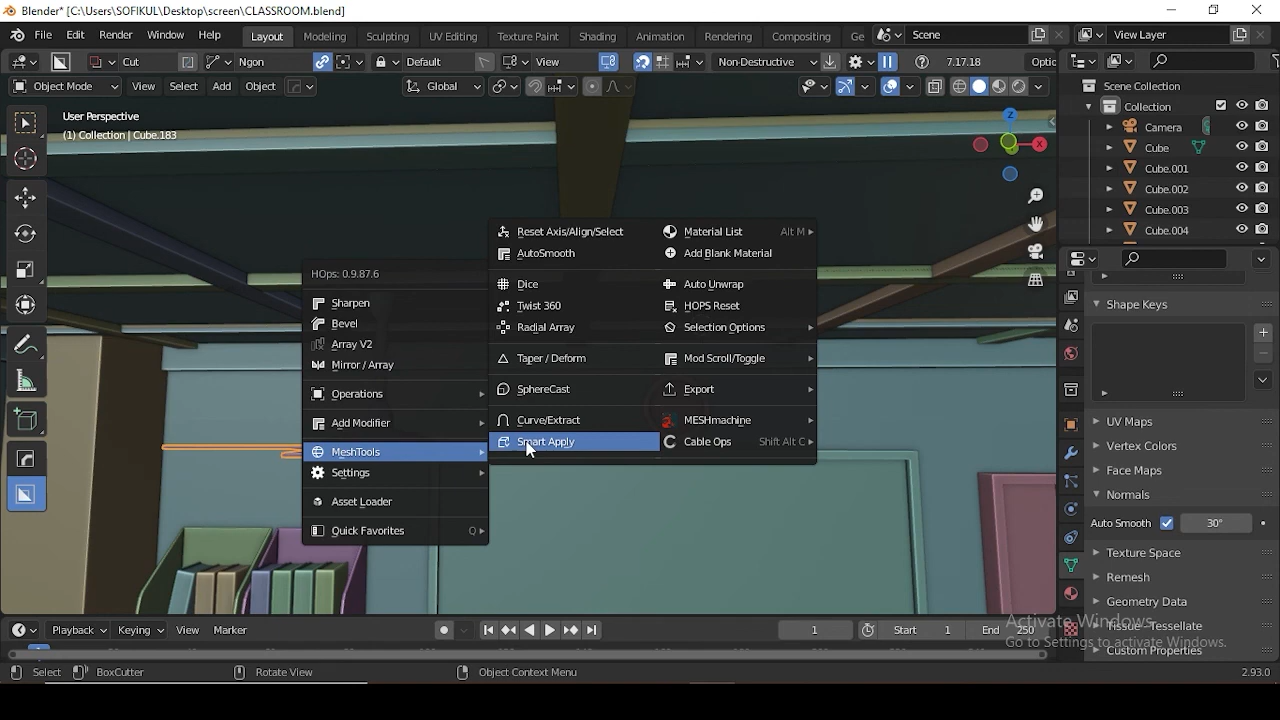 Blender* [C:\Users\SOFIKUL\Desktop\screen\CLASSROOM.blend]
File Edit Render Window Help Layout Modeling Sculpting UV Editing Texture Paint Shading Animation Rendering Compositing Ge Scene View Layer
Cut Ngon Default View Non-Destructive 7.17.18 Optic
Object Mode View Select Add Object Global
User Perspective
(1) Collection | Cube.183
Z
X
Scene Collection
Collection
Camera
Cube
Cube.001
Cube.002
Cube.003
Cube.004
HOps: 0.9.87.6
Sharpen
Bevel
Array V2
Mirror / Array
Operations
Add Modifier
MeshTools
Settings
Asset Loader
Quick Favorites Q
Reset Axis/Align/Select
AutoSmooth
Dice
Twist 360
Radial Array
Taper / Deform
SphereCast
Curve/Extract
Smart Apply
Material List Alt M
Add Blank Material
Auto Unwrap
HOPS Reset
Selection Options
Mod Scroll/Toggle
Export
MESHmachine
Cable Ops Shift Alt C
Shape Keys
UV Maps
Vertex Colors
Face Maps
Normals
Auto Smooth 30°
Texture Space
Remesh
Geometry Data
Tissue - Tessellate
Custom Properties
Activate Windows
Go to Settings to activate Windows.
Playback Keying View Marker 1 Start 1 End 250
Select BoxCutter Rotate View Object Context Menu 2.93.0